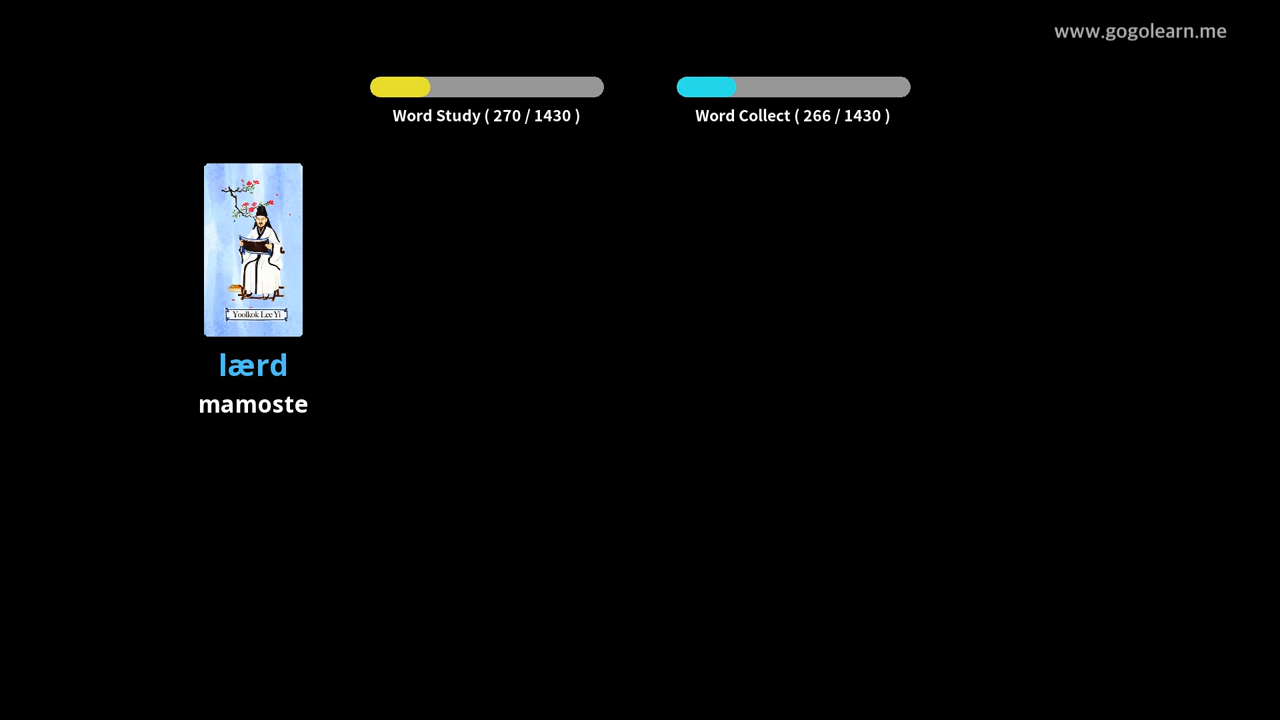 www.gogolearn.me
Word Study ( 270 / 1430 )
Word Collect ( 266 / 1430 )
Yoolkok Lee Yi
lærd
mamoste